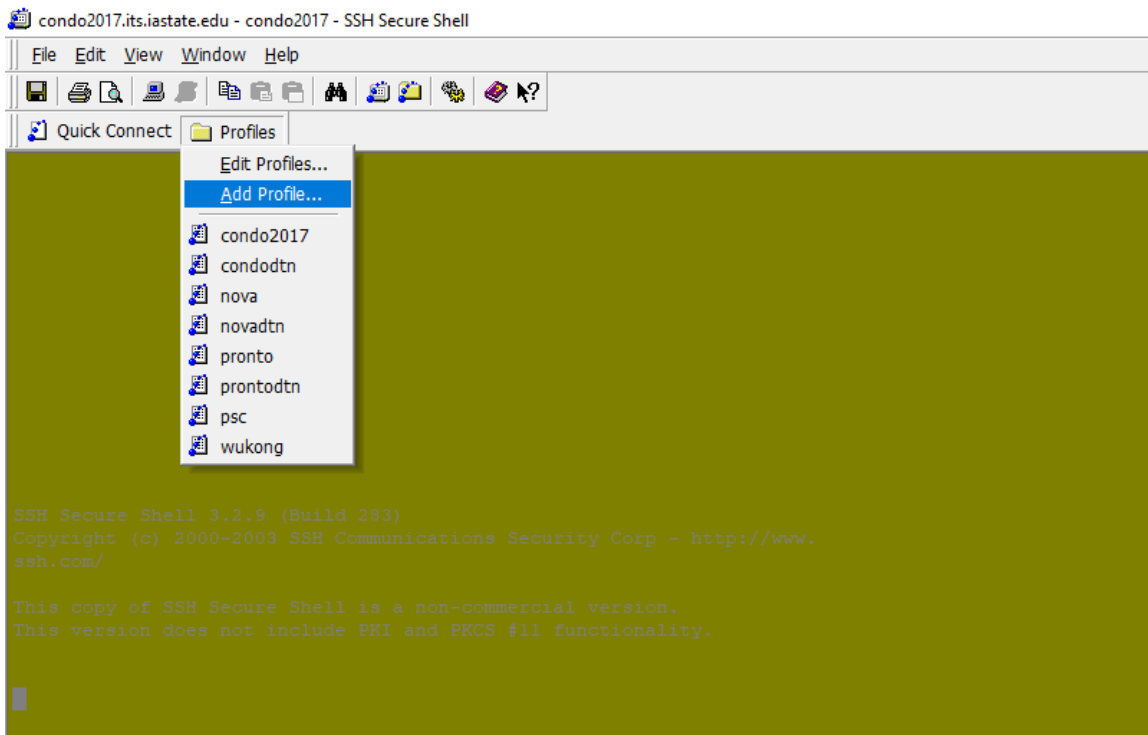 condo2017.its.iastate.edu - condo2017 - SSH Secure Shell
File Edit View Window Help
Quick Connect Profiles
Edit Profiles...
Add Profile...
condo2017
condodtn
nova
novadtn
pronto
prontodtn
psc
wukong
SSH Secure Shell 3.2.9 (Build 283)
Copyright (c) 2000-2003 SSH Communications Security Corp - http://www.
ssh.com/
This copy of SSH Secure Shell is a non-commercial version.
This version does not include PKI and PKCS #11 functionality.